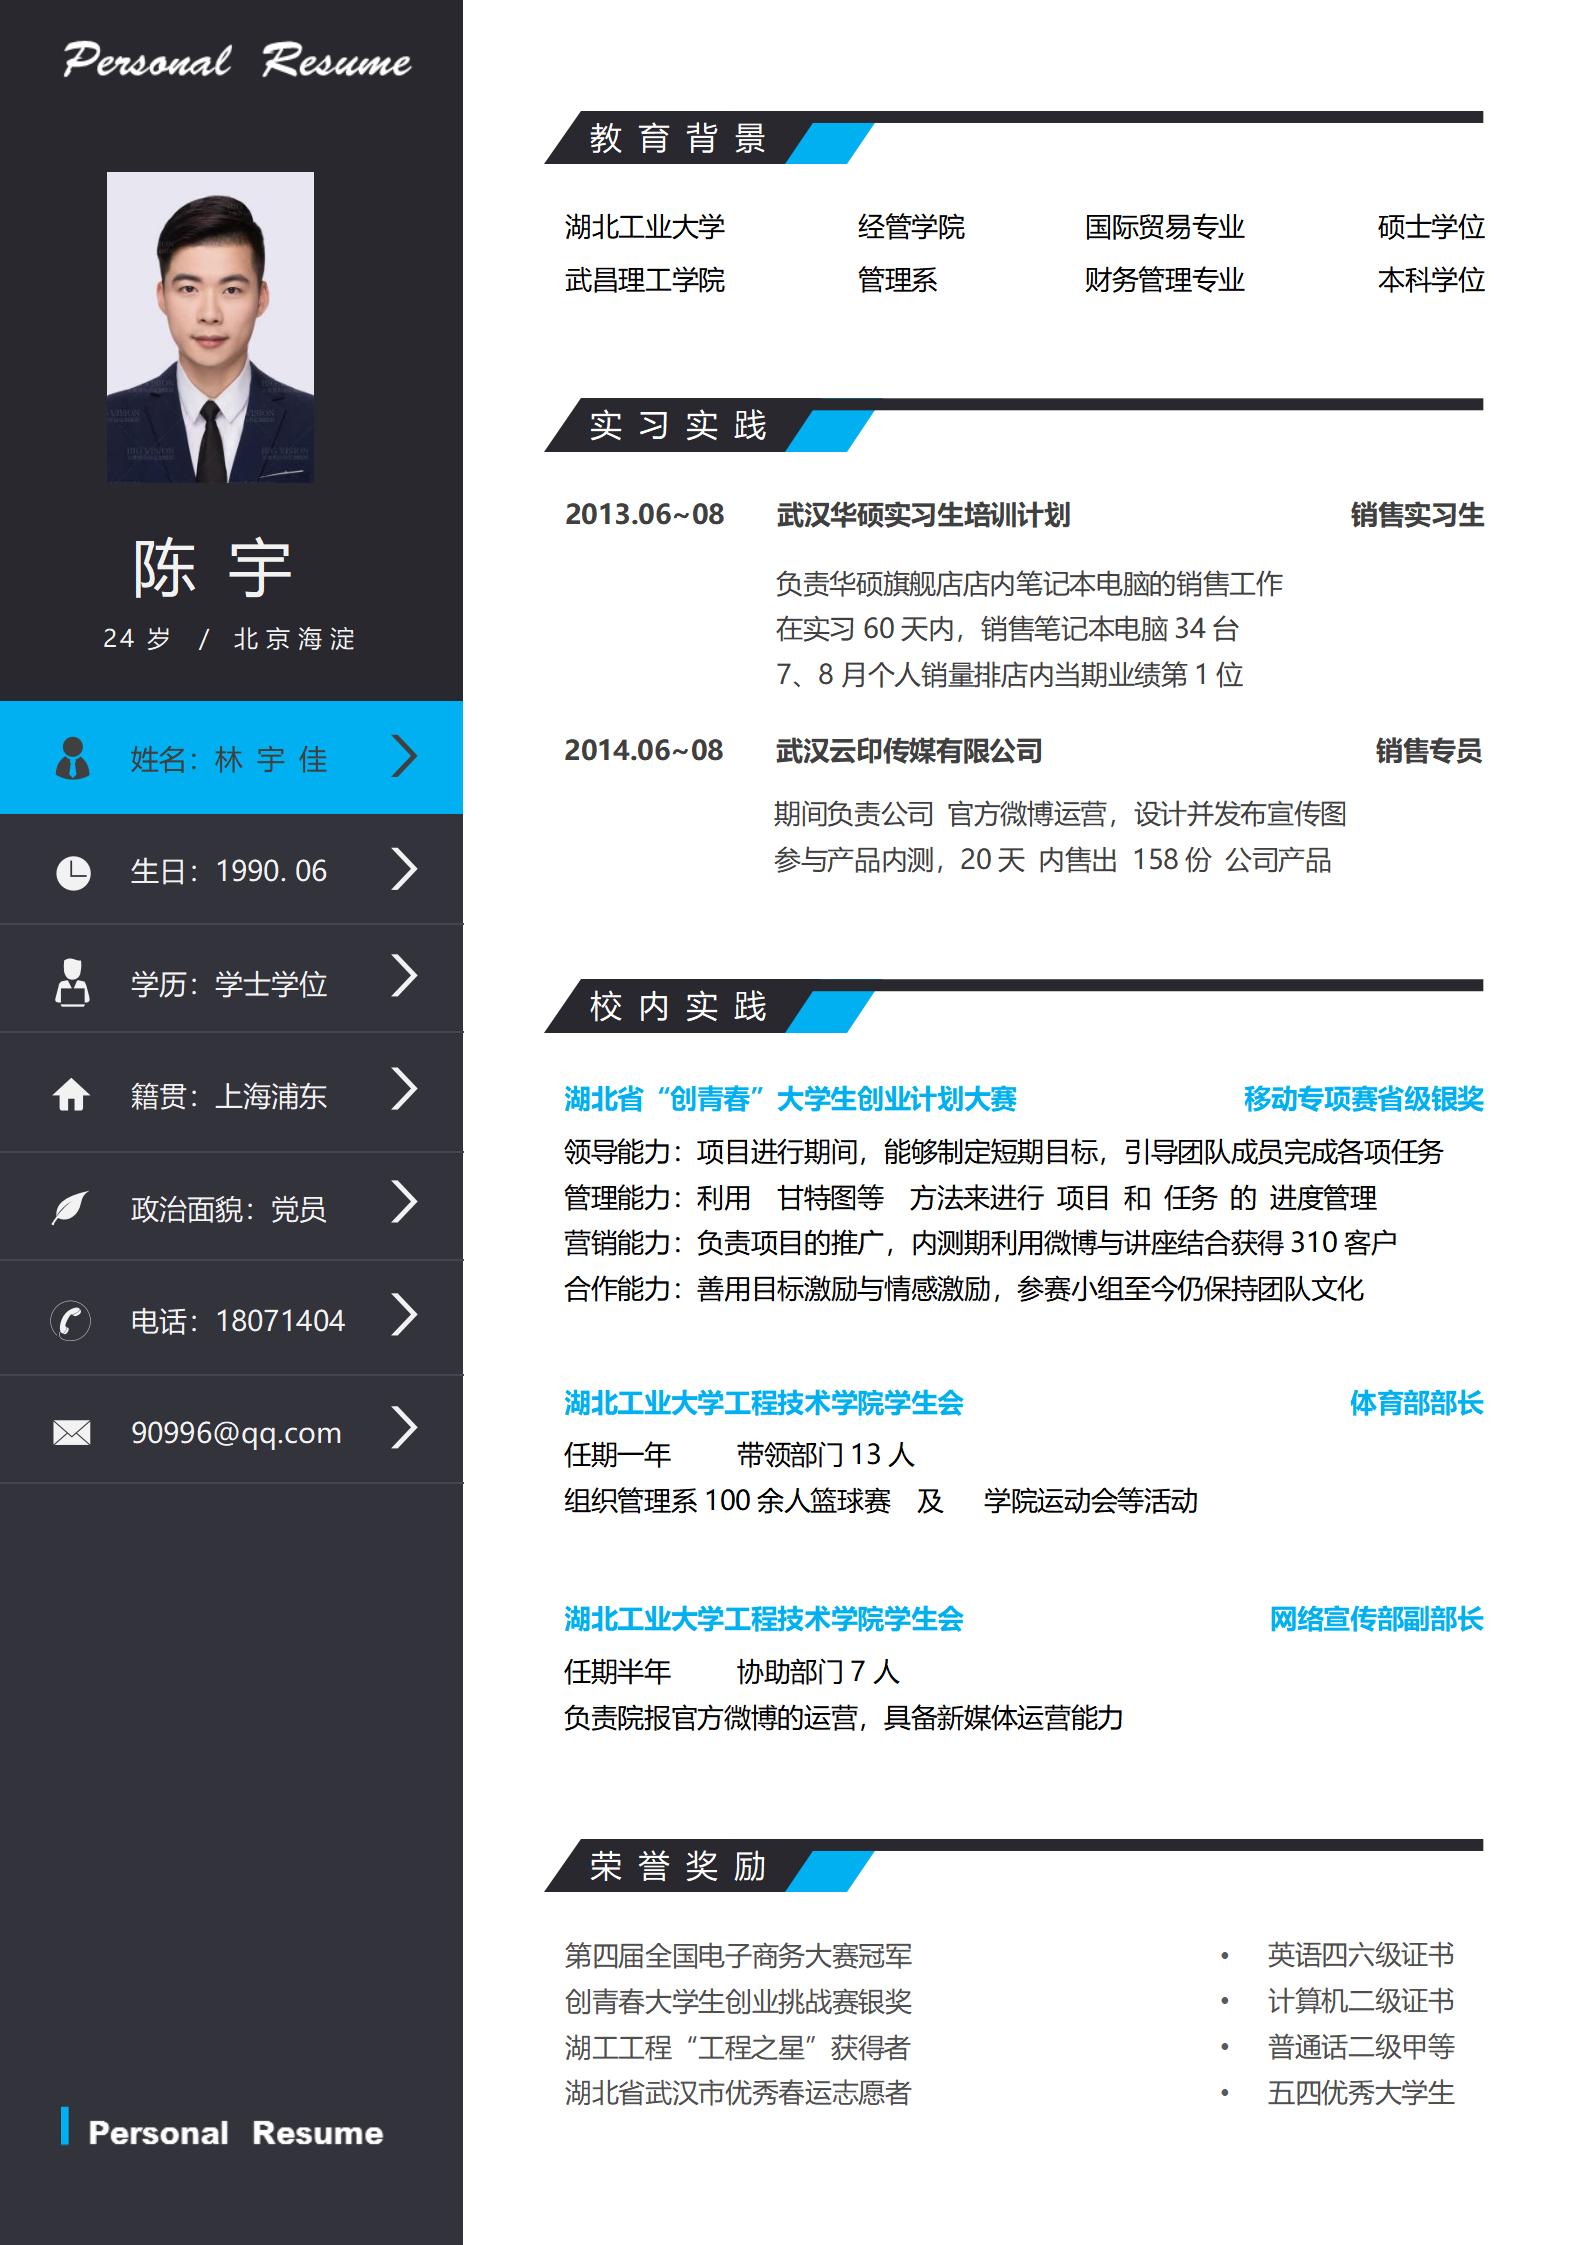 Personal Resume
陈 宇
24 岁 / 北京海淀
姓名：林 宇 佳
生日：1990. 06
学历：学士学位
籍贯：上海浦东
政治面貌：党员
电话：18071404
90996@qq.com
Personal Resume
教育背景
湖北工业大学 经管学院 国际贸易专业 硕士学位
武昌理工学院 管理系 财务管理专业 本科学位
实习实践
2013.06~08 武汉华硕实习生培训计划 销售实习生
负责华硕旗舰店店内笔记本电脑的销售工作
在实习 60 天内，销售笔记本电脑 34 台
7、8 月个人销量排店内当期业绩第 1 位
2014.06~08 武汉云印传媒有限公司 销售专员
期间负责公司 官方微博运营，设计并发布宣传图
参与产品内测，20 天 内售出 158 份 公司产品
校内实践
湖北省“创青春”大学生创业计划大赛 移动专项赛省级银奖
领导能力：项目进行期间，能够制定短期目标，引导团队成员完成各项任务
管理能力：利用 甘特图等 方法来进行 项目 和 任务 的 进度管理
营销能力：负责项目的推广，内测期利用微博与讲座结合获得 310 客户
合作能力：善用目标激励与情感激励，参赛小组至今仍保持团队文化
湖北工业大学工程技术学院学生会 体育部部长
任期一年 带领部门 13 人
组织管理系 100 余人篮球赛 及 学院运动会等活动
湖北工业大学工程技术学院学生会 网络宣传部副部长
任期半年 协助部门 7 人
负责院报官方微博的运营，具备新媒体运营能力
荣誉奖励
第四届全国电子商务大赛冠军 • 英语四六级证书
创青春大学生创业挑战赛银奖 • 计算机二级证书
湖工工程“工程之星”获得者 • 普通话二级甲等
湖北省武汉市优秀春运志愿者 • 五四优秀大学生